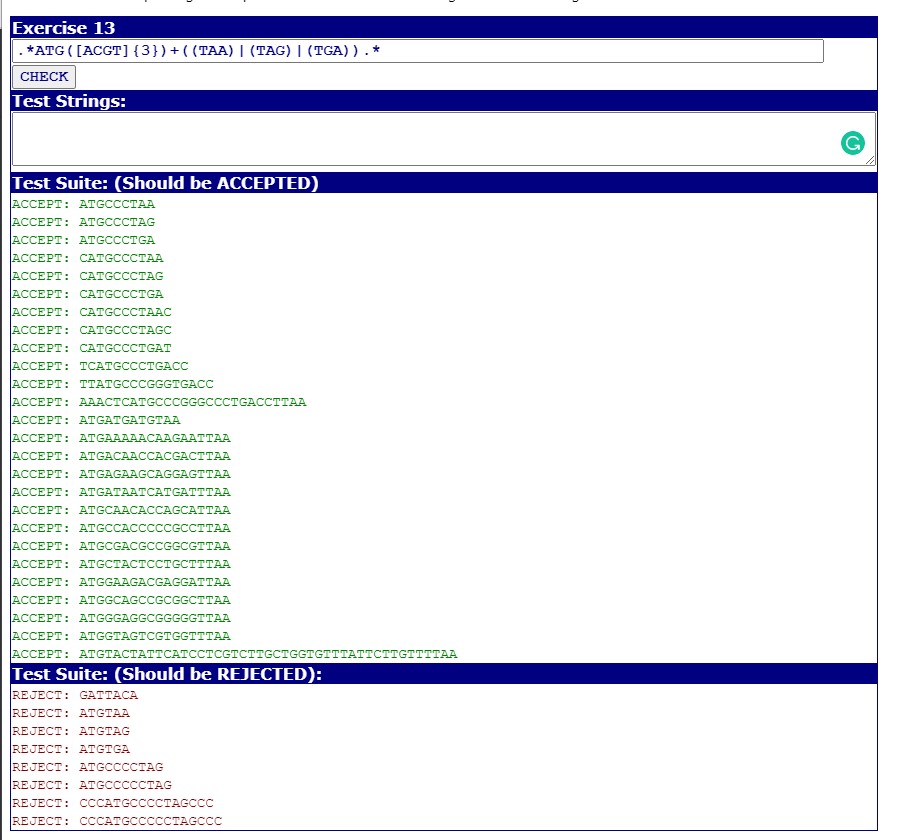 Exercise 13
.*ATG([ACGT]{3})+((TAA)|(TAG)|(TGA)).*
CHECK
Test Strings:
Test Suite: (Should be ACCEPTED)
ACCEPT: ATGCCCTAA
ACCEPT: ATGCCCTAG
ACCEPT: ATGCCCTGA
ACCEPT: CATGCCCTAA
ACCEPT: CATGCCCTAG
ACCEPT: CATGCCCTGA
ACCEPT: CATGCCCTAAC
ACCEPT: CATGCCCTAGC
ACCEPT: CATGCCCTGAT
ACCEPT: TCATGCCCTGACC
ACCEPT: TTATGCCCGGGTGACC
ACCEPT: AAACTCATGCCCGGGCCCTGACCTTAA
ACCEPT: ATGATGATGTAA
ACCEPT: ATGAAAAACAAGAATTAA
ACCEPT: ATGACAACCACGACTTAA
ACCEPT: ATGAGAAGCAGGAGTTAA
ACCEPT: ATGATAATCATGATTTAA
ACCEPT: ATGCAACACCAGCATTAA
ACCEPT: ATGCCACCCCCGCCTTAA
ACCEPT: ATGCGACGCCGGCGTTAA
ACCEPT: ATGCTACTCCTGCTTTAA
ACCEPT: ATGGAAGACGAGGATTAA
ACCEPT: ATGGCAGCCGCGGCTTAA
ACCEPT: ATGGGAGGCGGGGGTTAA
ACCEPT: ATGGTAGTCGTGGTTTAA
ACCEPT: ATGTACTATTCATCCTCGTCTTGCTGGTGTTTATTCTTGTTTTAA
Test Suite: (Should be REJECTED):
REJECT: GATTACA
REJECT: ATGTAA
REJECT: ATGTAG
REJECT: ATGTGA
REJECT: ATGCCCCTAG
REJECT: ATGCCCCCTAG
REJECT: CCCATGCCCCTAGCCC
REJECT: CCCATGCCCCCTAGCCC